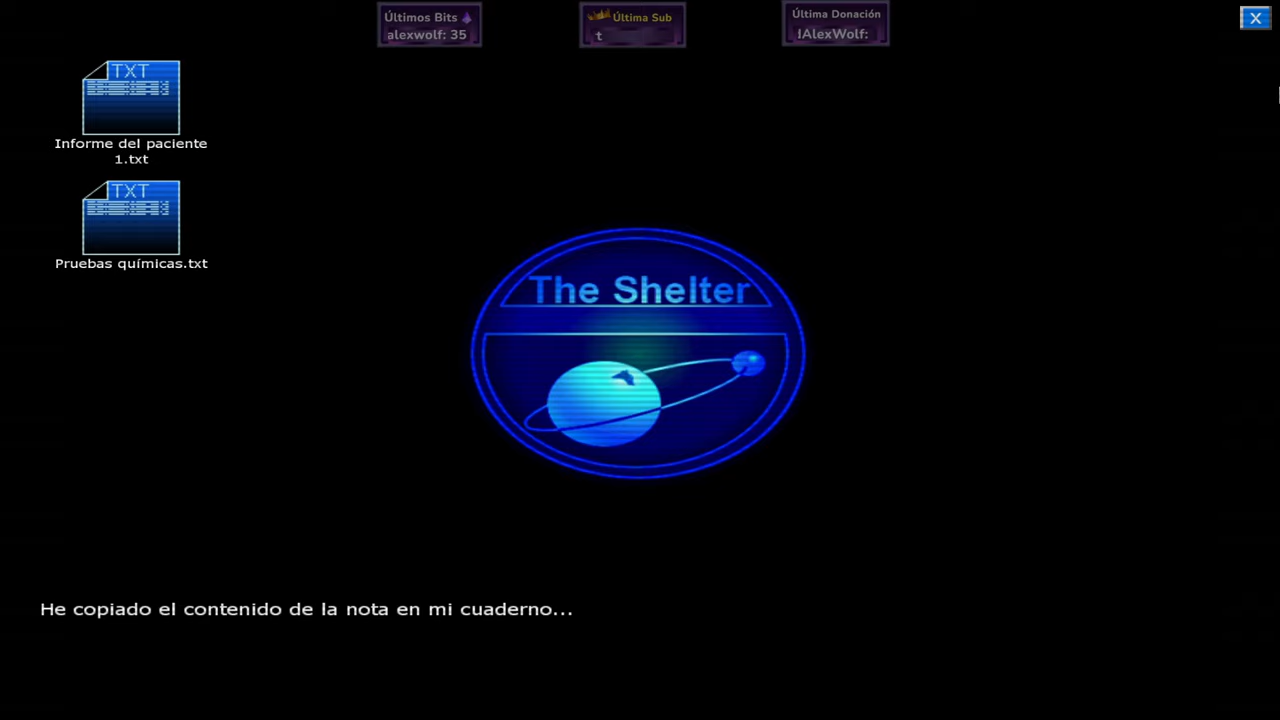 Últimos Bits
alexwolf: 35
Última Sub
t
Última Donación
IAlexWolf:
TXT
Informe del paciente
1.txt
TXT
Pruebas químicas.txt
The Shelter
He copiado el contenido de la nota en mi cuaderno...